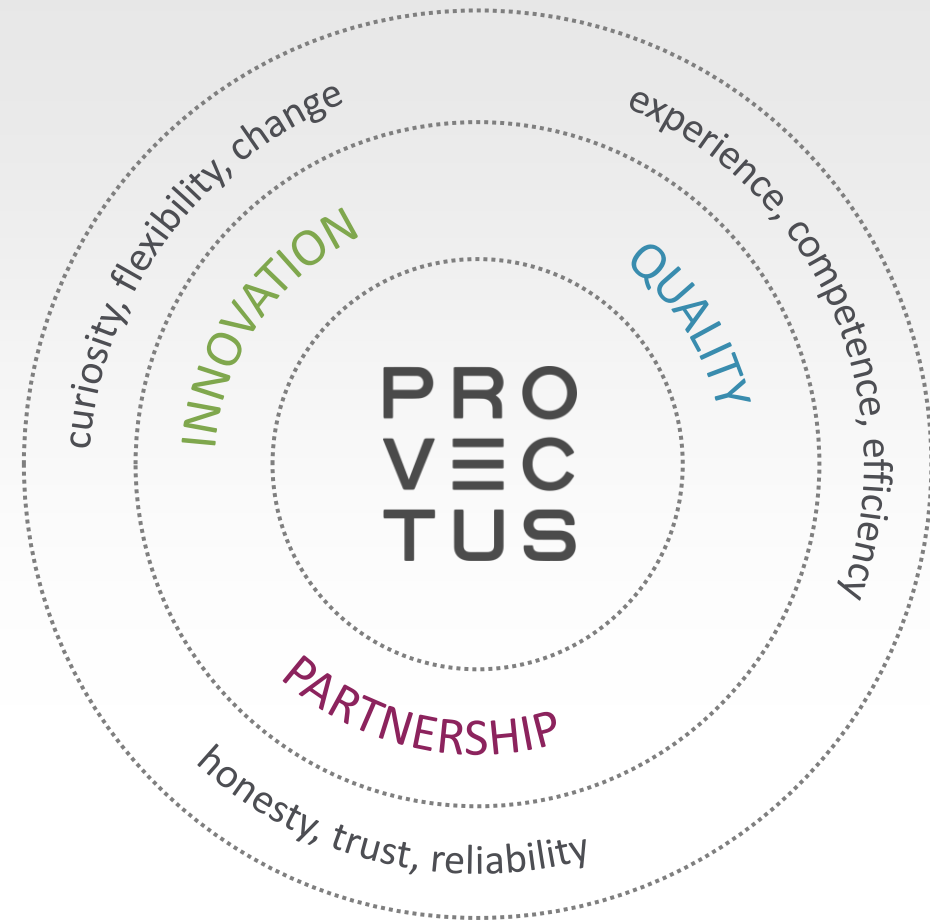 curiosity, flexibility, change
experience, competence, efficiency
INNOVATION
QUALITY
PRO
VEC
TUS
PARTNERSHIP
honesty, trust, reliability